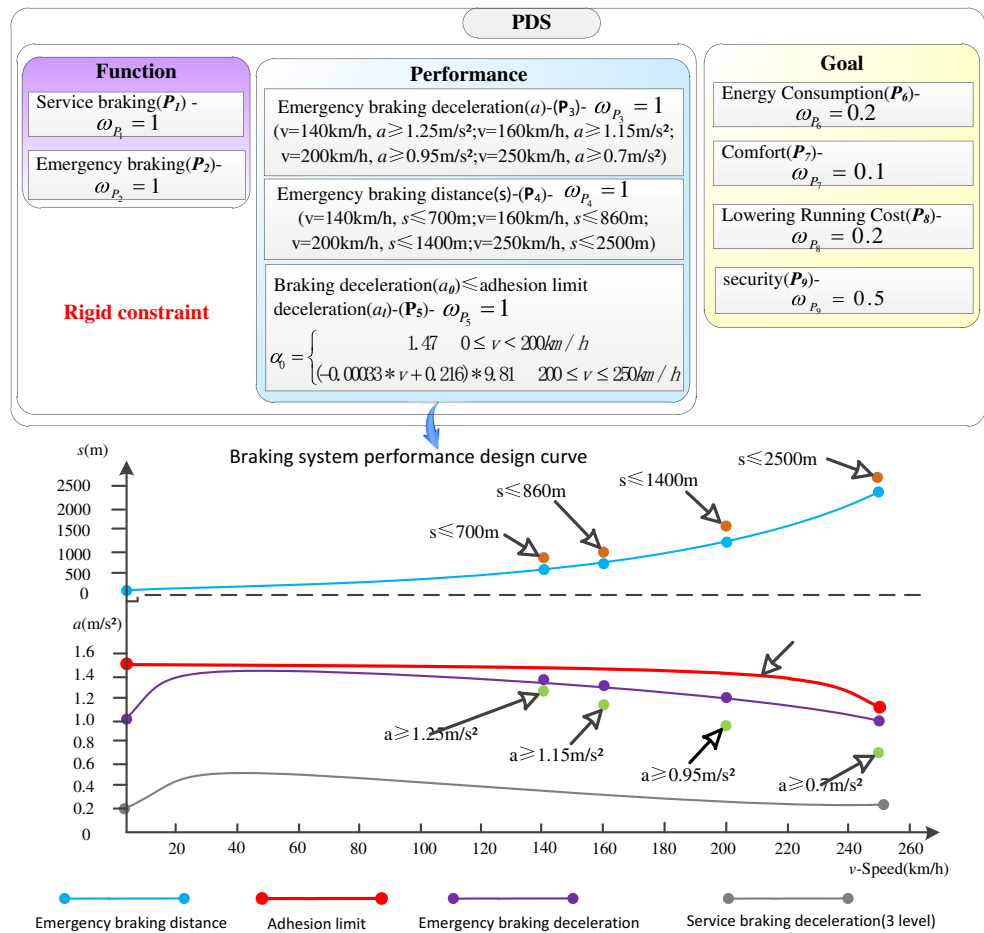 PDS
Function
Service braking(P1) -
ωP1 = 1
Emergency braking(P2)-
ωP2 = 1
Rigid constraint
Performance
Emergency braking deceleration(a)-(P3)- ωP3 = 1
(v=140km/h, a≥1.25m/s²;v=160km/h, a≥1.15m/s²;
v=200km/h, a≥0.95m/s²;v=250km/h, a≥0.7m/s²)
Emergency braking distance(s)-(P4)- ωP4 = 1
(v=140km/h, s≤700m;v=160km/h, s≤860m;
v=200km/h, s≤1400m;v=250km/h, s≤2500m)
Braking deceleration(a0)≤adhesion limit
deceleration(al)-(P5)- ωP5 = 1
α0 = { 1.47 0 ≤ v < 200km/h
(-0.00033*v+0.216)*9.81 200 ≤ v ≤ 250km/h
Goal
Energy Consumption(P6)-
ωP6 = 0.2
Comfort(P7)-
ωP7 = 0.1
Lowering Running Cost(P8)-
ωP8 = 0.2
security(P9)-
ωP9 = 0.5
Braking system performance design curve
s(m)
2500
2000
1500
1000
500
0
s≤700m
s≤860m
s≤1400m
s≤2500m
a(m/s²)
1.6
1.4
1.2
1.0
0.8
0.6
0.4
0.2
0
a≥1.25m/s²
a≥1.15m/s²
a≥0.95m/s²
a≥0.7m/s²
20 40 60 80 100 120 140 160 180 200 220 240 260
v-Speed(km/h)
Emergency braking distance
Adhesion limit
Emergency braking deceleration
Service braking deceleration(3 level)